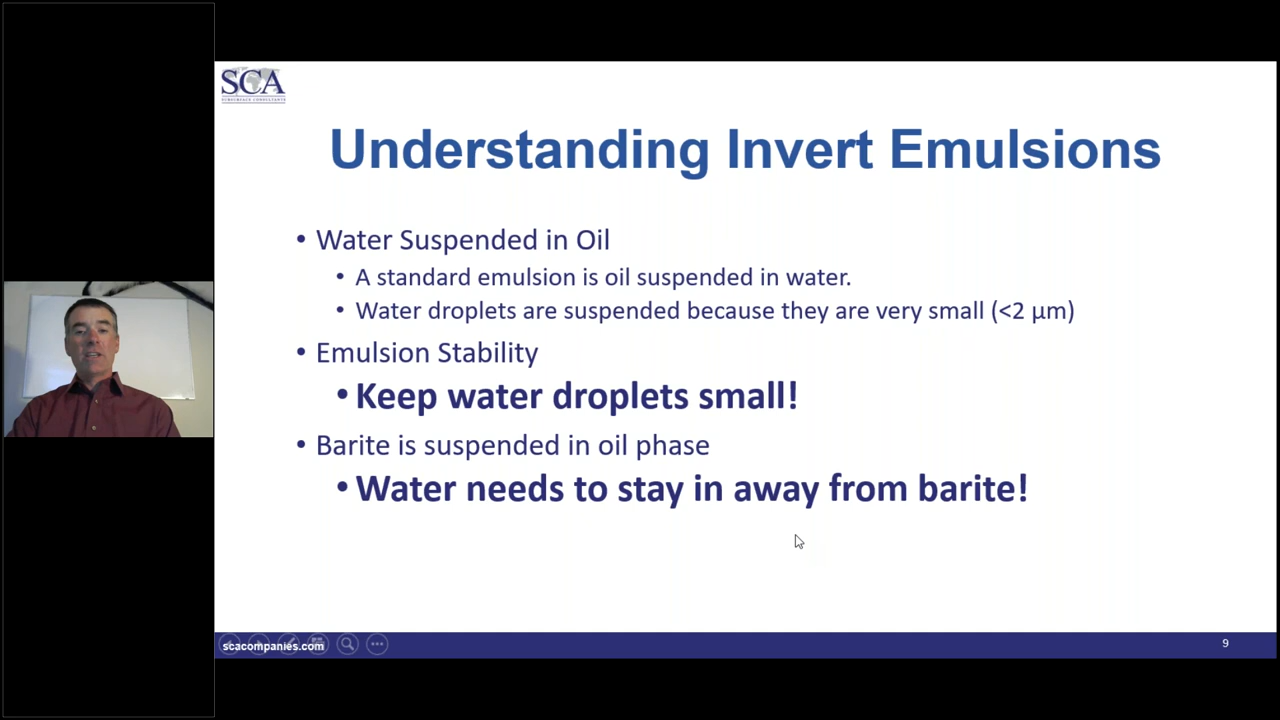 SCA
SUBSURFACE CONSULTANTS
Understanding Invert Emulsions
• Water Suspended in Oil
• A standard emulsion is oil suspended in water.
• Water droplets are suspended because they are very small (<2 µm)
• Emulsion Stability
• Keep water droplets small!
• Barite is suspended in oil phase
• Water needs to stay in away from barite!
scacompanies.com
9